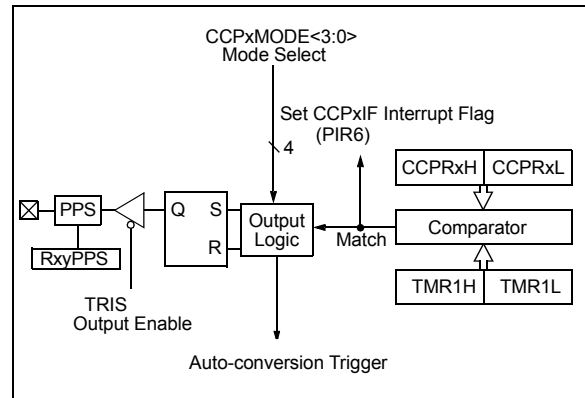 CCPxMODE<3:0>
Mode Select
Set CCPxIF Interrupt Flag
(PIR6)
4
CCPRxH CCPRxL
PPS
Q S
R
Output
Logic
Match
Comparator
RxyPPS
TRIS
Output Enable
TMR1H TMR1L
Auto-conversion Trigger